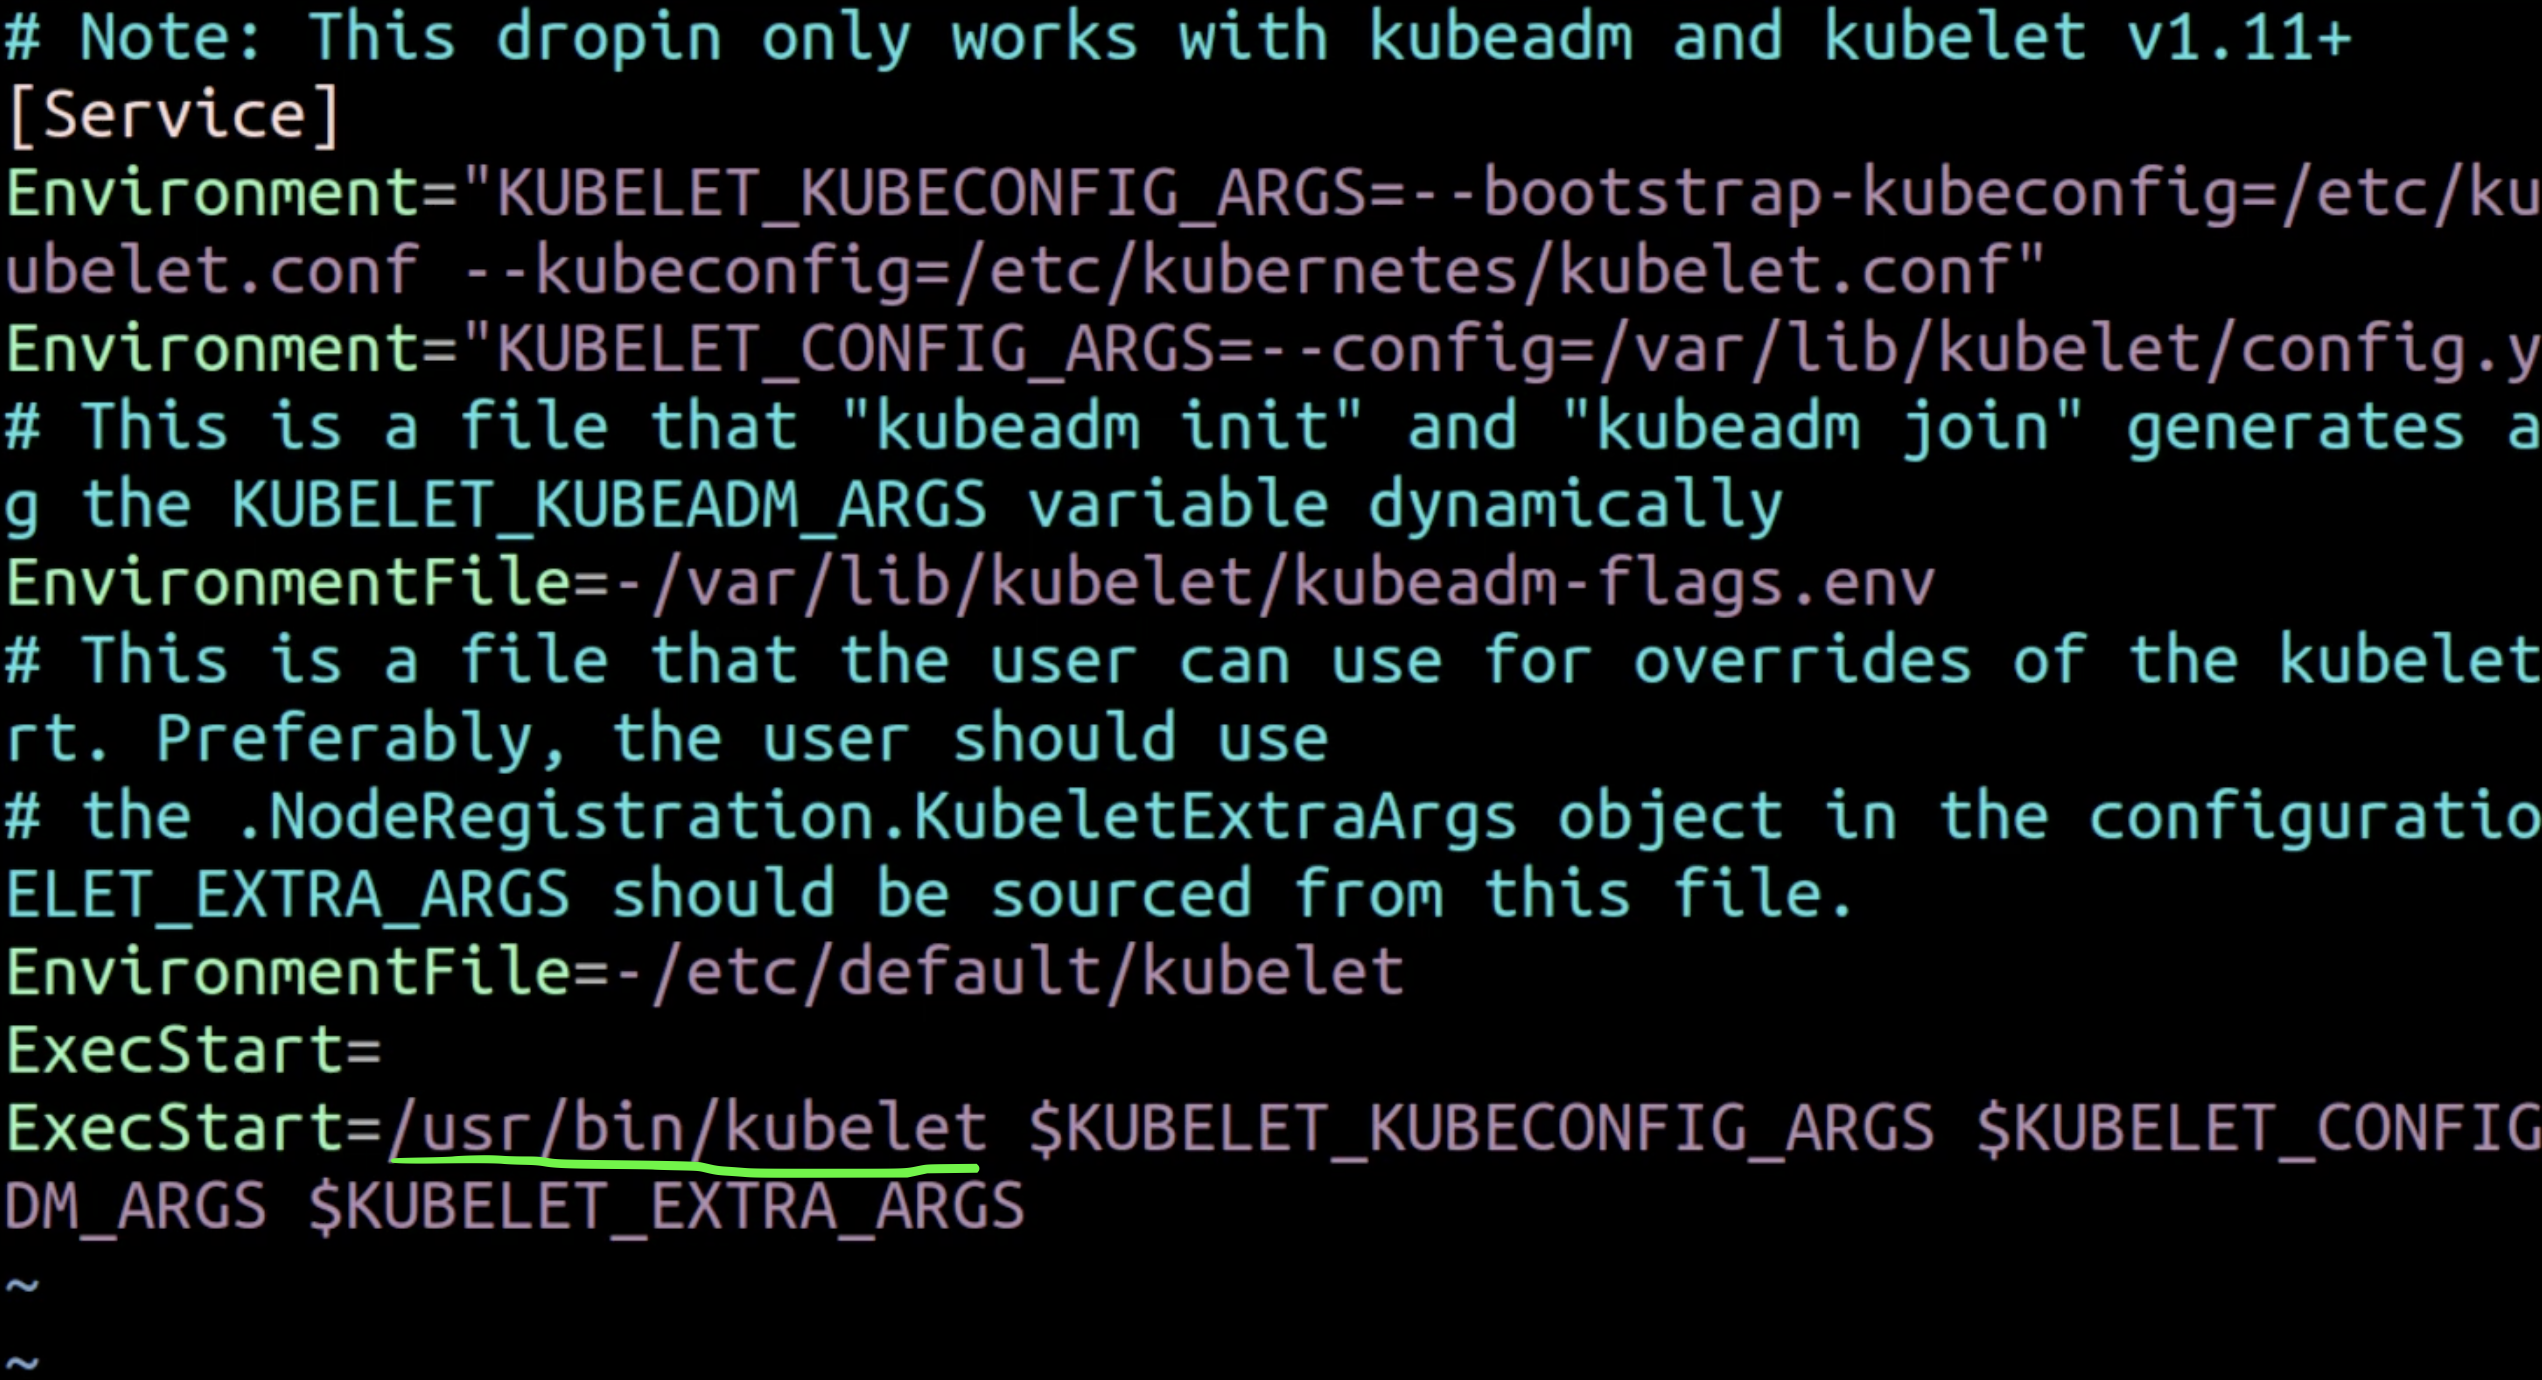 # Note: This dropin only works with kubeadm and kubelet v1.11+
[Service]
Environment="KUBELET_KUBECONFIG_ARGS=--bootstrap-kubeconfig=/etc/ku
ubelet.conf --kubeconfig=/etc/kubernetes/kubelet.conf"
Environment="KUBELET_CONFIG_ARGS=--config=/var/lib/kubelet/config.y
# This is a file that "kubeadm init" and "kubeadm join" generates a
g the KUBELET_KUBEADM_ARGS variable dynamically
EnvironmentFile=-/var/lib/kubelet/kubeadm-flags.env
# This is a file that the user can use for overrides of the kubelet
rt. Preferably, the user should use
# the .NodeRegistration.KubeletExtraArgs object in the configuratio
ELET_EXTRA_ARGS should be sourced from this file.
EnvironmentFile=-/etc/default/kubelet
ExecStart=
ExecStart=/usr/bin/kubelet $KUBELET_KUBECONFIG_ARGS $KUBELET_CONFIG
DM_ARGS $KUBELET_EXTRA_ARGS
~
~